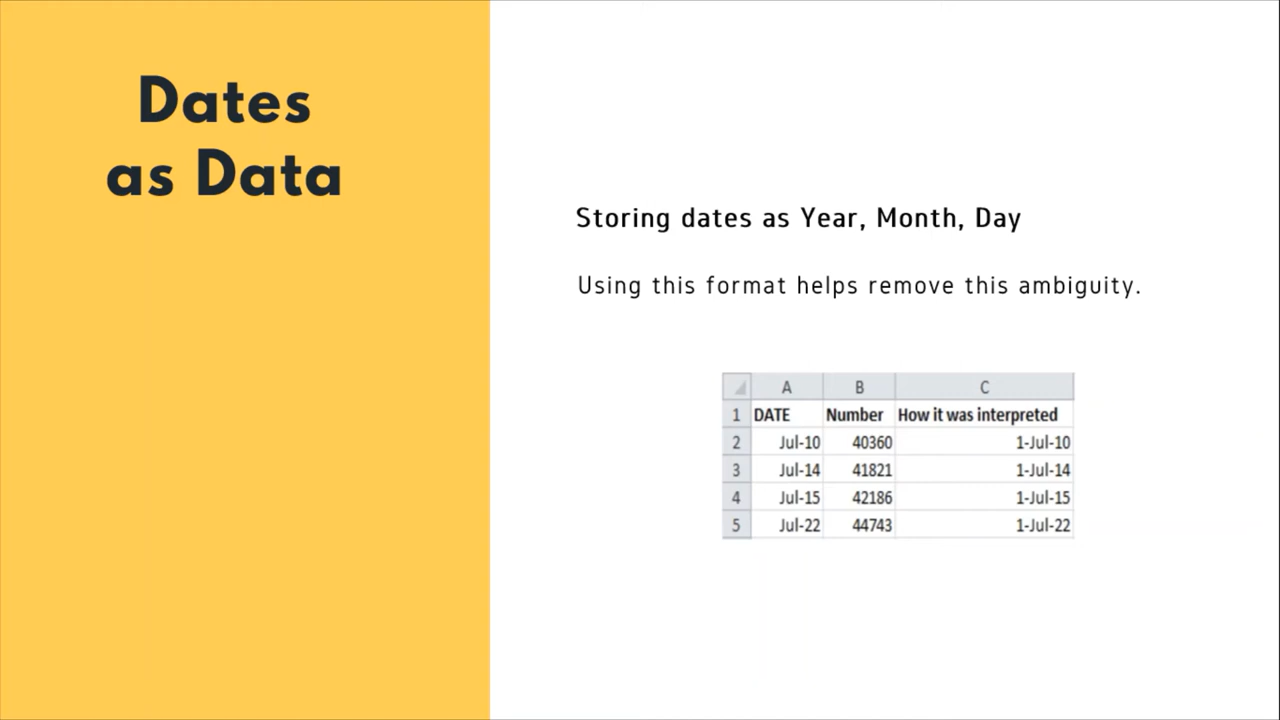 Dates
as Data
Storing dates as Year, Month, Day
Using this format helps remove this ambiguity.
A B C
1 DATE Number How it was interpreted
2 Jul-10 40360 1-Jul-10
3 Jul-14 41821 1-Jul-14
4 Jul-15 42186 1-Jul-15
5 Jul-22 44743 1-Jul-22